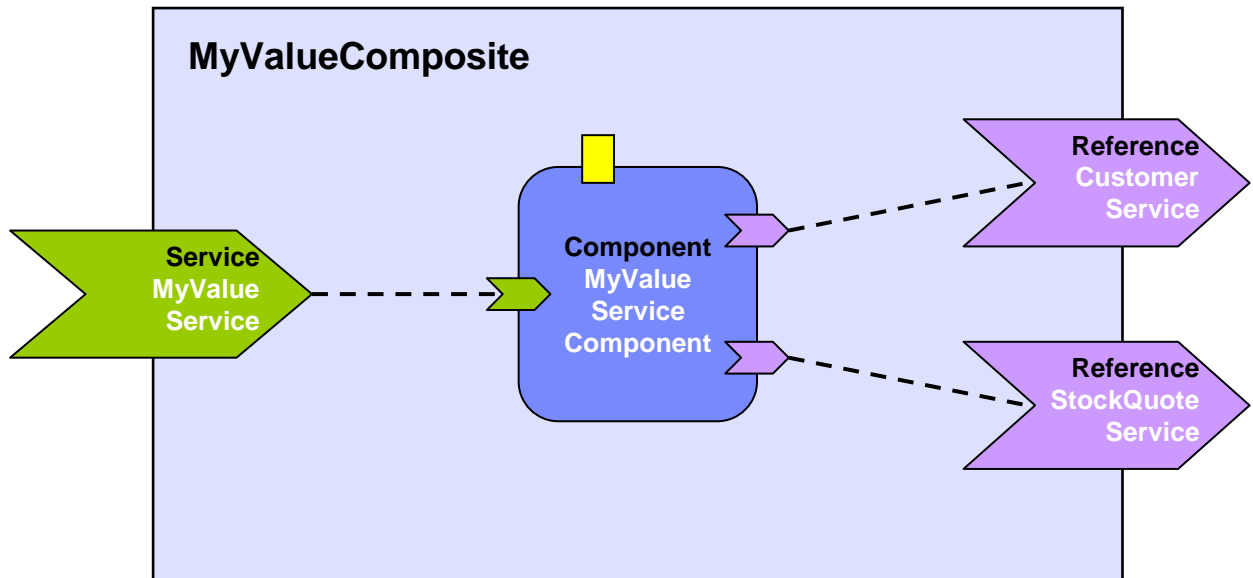 MyValueComposite
Service
MyValue
Service
Component
MyValue
Service
Component
Reference
Customer
Service
Reference
StockQuote
Service